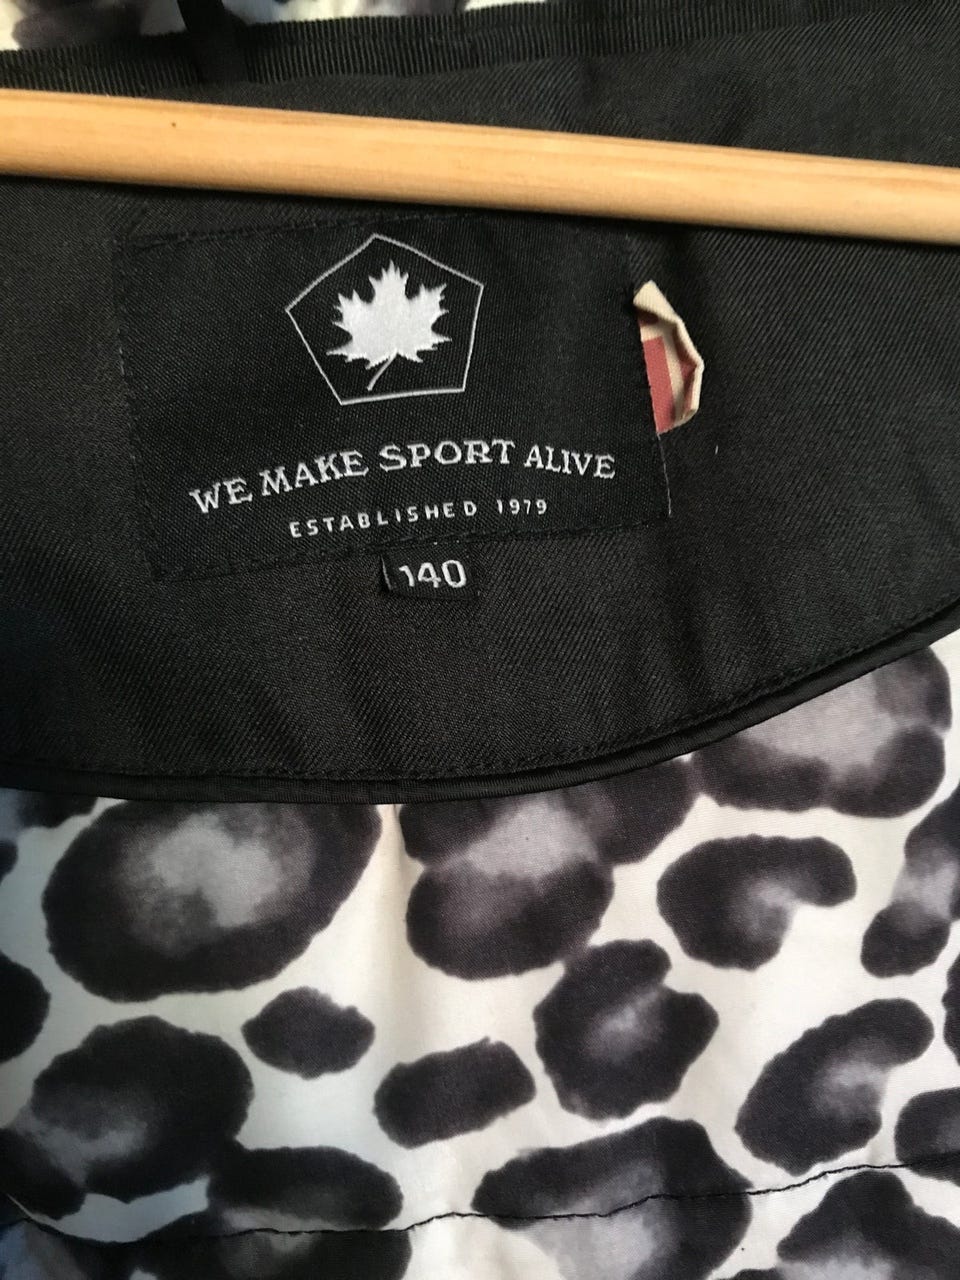 WE MAKE SPORT ALIVE
ESTABLISHED 1979
140